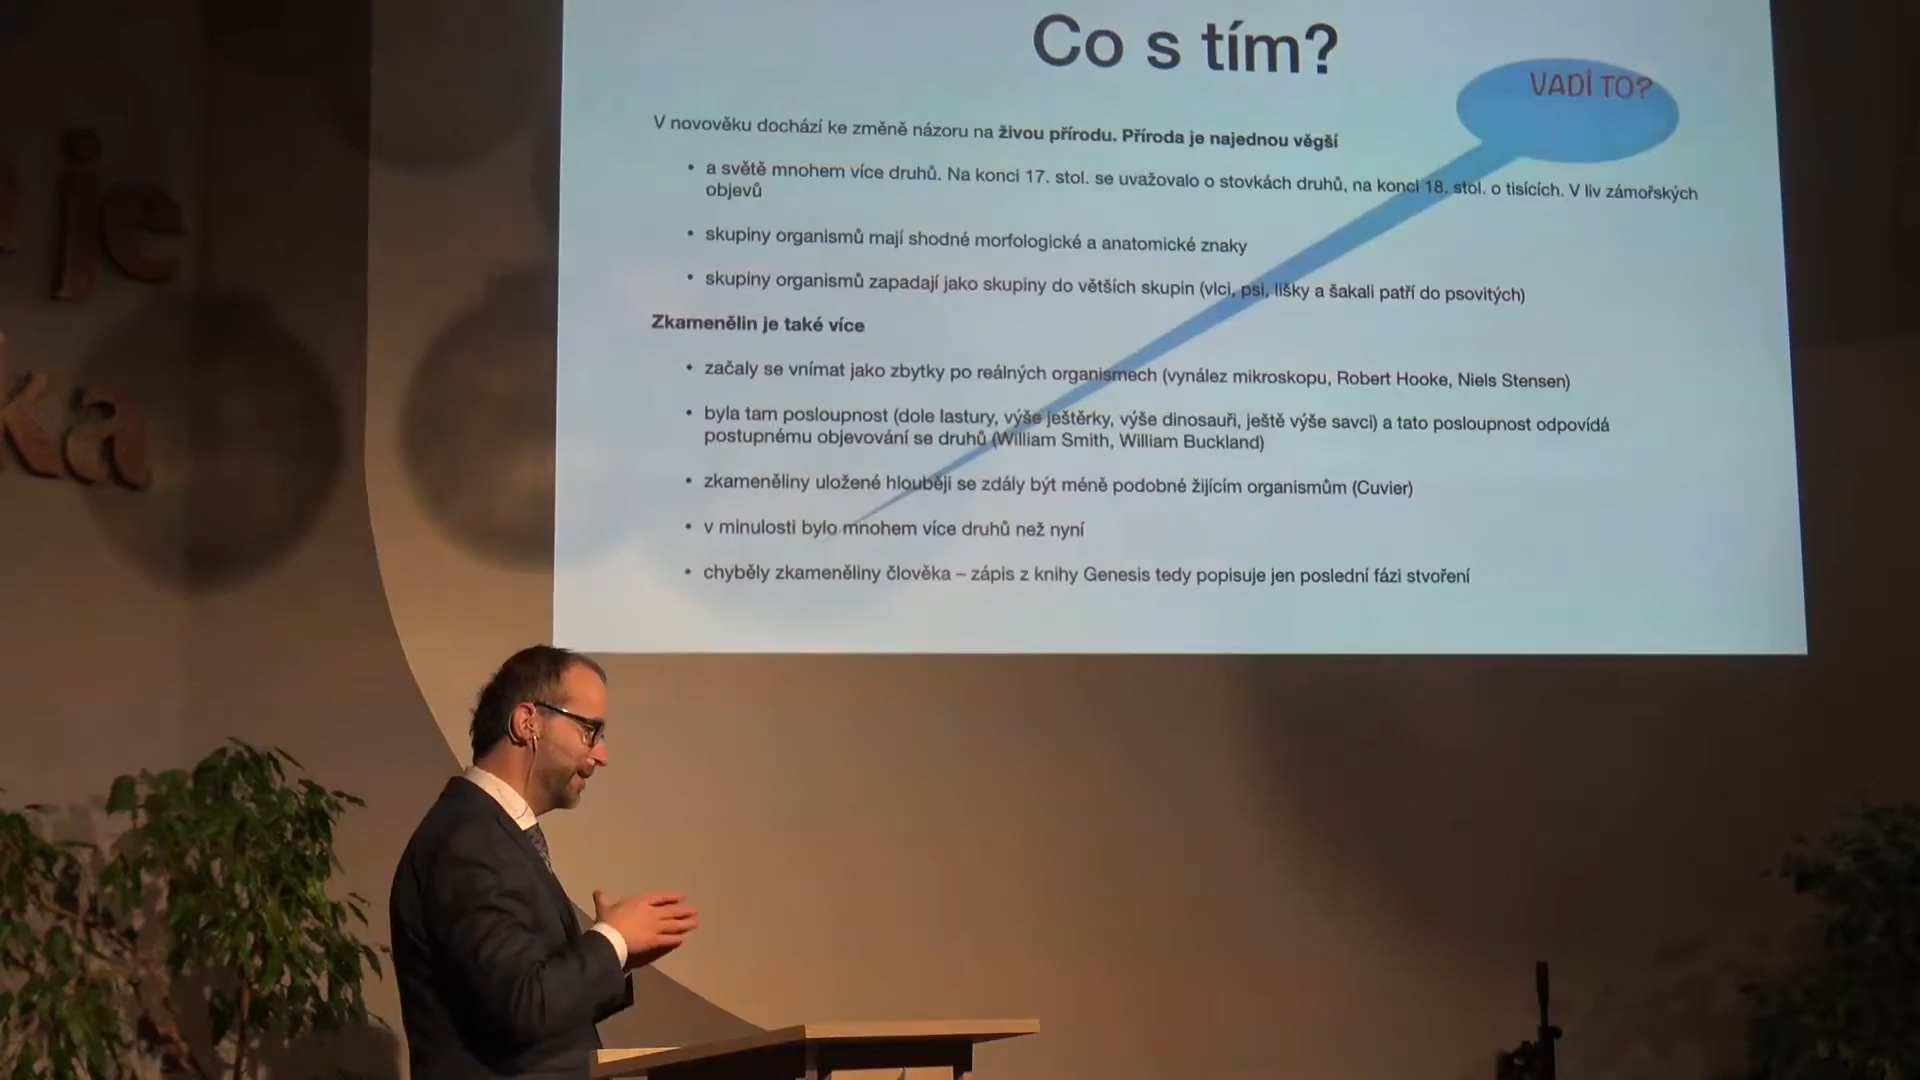 Co s tím?
VADÍ TO?
V novověku dochází ke změně názoru na živou přírodu. Příroda je najednou věgší
• a světě mnohem více druhů. Na konci 17. stol. se uvažovalo o stovkách druhů, na konci 18. stol. o tisících. V liv zámořských
objevů
• skupiny organismů mají shodné morfologické a anatomické znaky
• skupiny organismů zapadají jako skupiny do větších skupin (vlci, psi, lišky a šakali patří do psovitých)
Zkamenělin je také více
• začaly se vnímat jako zbytky po reálných organismech (vynález mikroskopu, Robert Hooke, Niels Stensen)
• byla tam posloupnost (dole lastury, výše ještěrky, výše dinosauři, ještě výše savci) a tato posloupnost odpovídá
postupnému objevování se druhů (William Smith, William Buckland)
• zkameněliny uložené hlouběji se zdály být méně podobné žijícím organismům (Cuvier)
• v minulosti bylo mnohem více druhů než nyní
• chyběly zkameněliny člověka – zápis z knihy Genesis tedy popisuje jen poslední fázi stvoření
je
ka